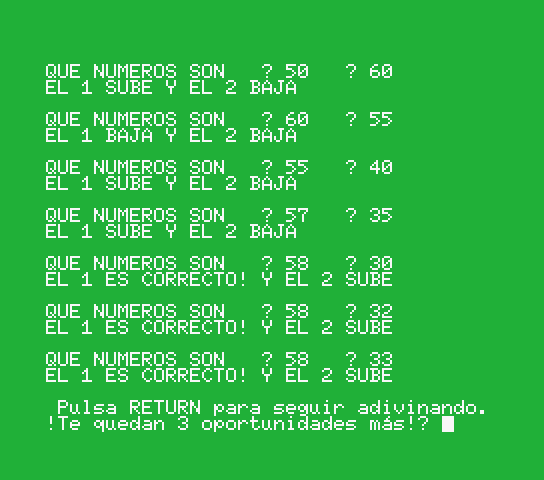 QUE NUMEROS SON   ? 50   ? 60
EL 1 SUBE Y EL 2 BAJA
QUE NUMEROS SON   ? 60   ? 55
EL 1 BAJA Y EL 2 BAJA
QUE NUMEROS SON   ? 55   ? 40
EL 1 SUBE Y EL 2 BAJA
QUE NUMEROS SON   ? 57   ? 35
EL 1 SUBE Y EL 2 BAJA
QUE NUMEROS SON   ? 58   ? 30
EL 1 ES CORRECTO! Y EL 2 SUBE
QUE NUMEROS SON   ? 58   ? 32
EL 1 ES CORRECTO! Y EL 2 SUBE
QUE NUMEROS SON   ? 58   ? 33
EL 1 ES CORRECTO! Y EL 2 SUBE
Pulsa RETURN para seguir adivinando.
!Te quedan 3 oportunidades más!?